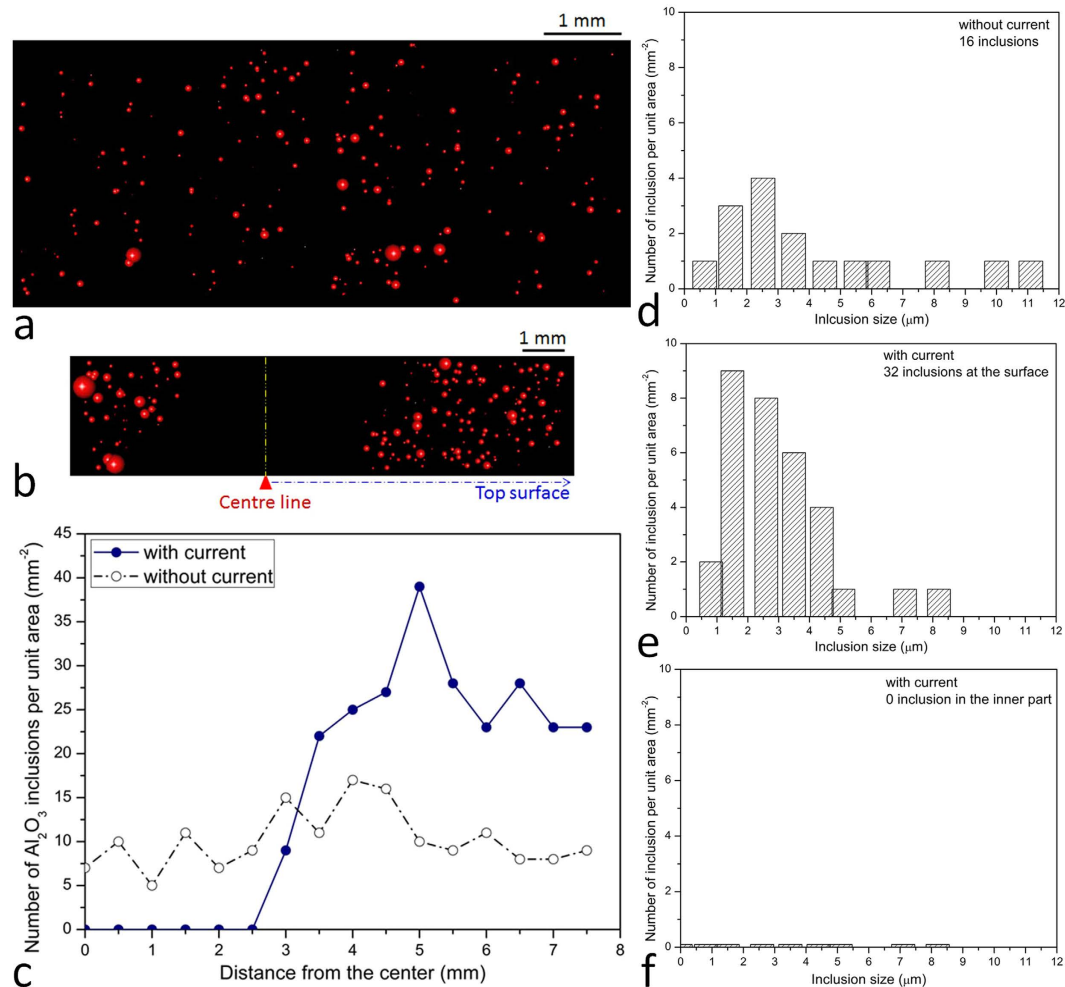 1 mm
a
1 mm
b
Centre line
Top surface
45
40
35
30
25
20
15
10
5
0
Number of Al2O3 inclusions per unit area (mm-2)
with current
without current
0 1 2 3 4 5 6 7 8
Distance from the center (mm)
c
10
8
6
4
2
0
Number of inclusion per unit area (mm-2)
without current
16 inclusions
0 1 2 3 4 5 6 7 8 9 10 11 12
Inlcusion size (μm)
d
10
8
6
4
2
0
Number of inclusion per unit area (mm-2)
with current
32 inclusions at the surface
0 1 2 3 4 5 6 7 8 9 10 11 12
Inclusion size (μm)
e
10
8
6
4
2
0
Number of inclusion per unit area (mm-2)
with current
0 inclusion in the inner part
0 1 2 3 4 5 6 7 8 9 10 11 12
Inclusion size (μm)
f